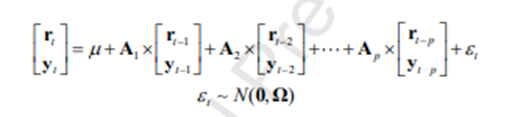 [r_t; y_t] = μ + A_1 × [r_{t-1}; y_{t-1}] + A_2 × [r_{t-2}; y_{t-2}] + ⋯ + A_p × [r_{t-p}; y_{t-p}] + ε_t
ε_t ~ N(0, Ω)